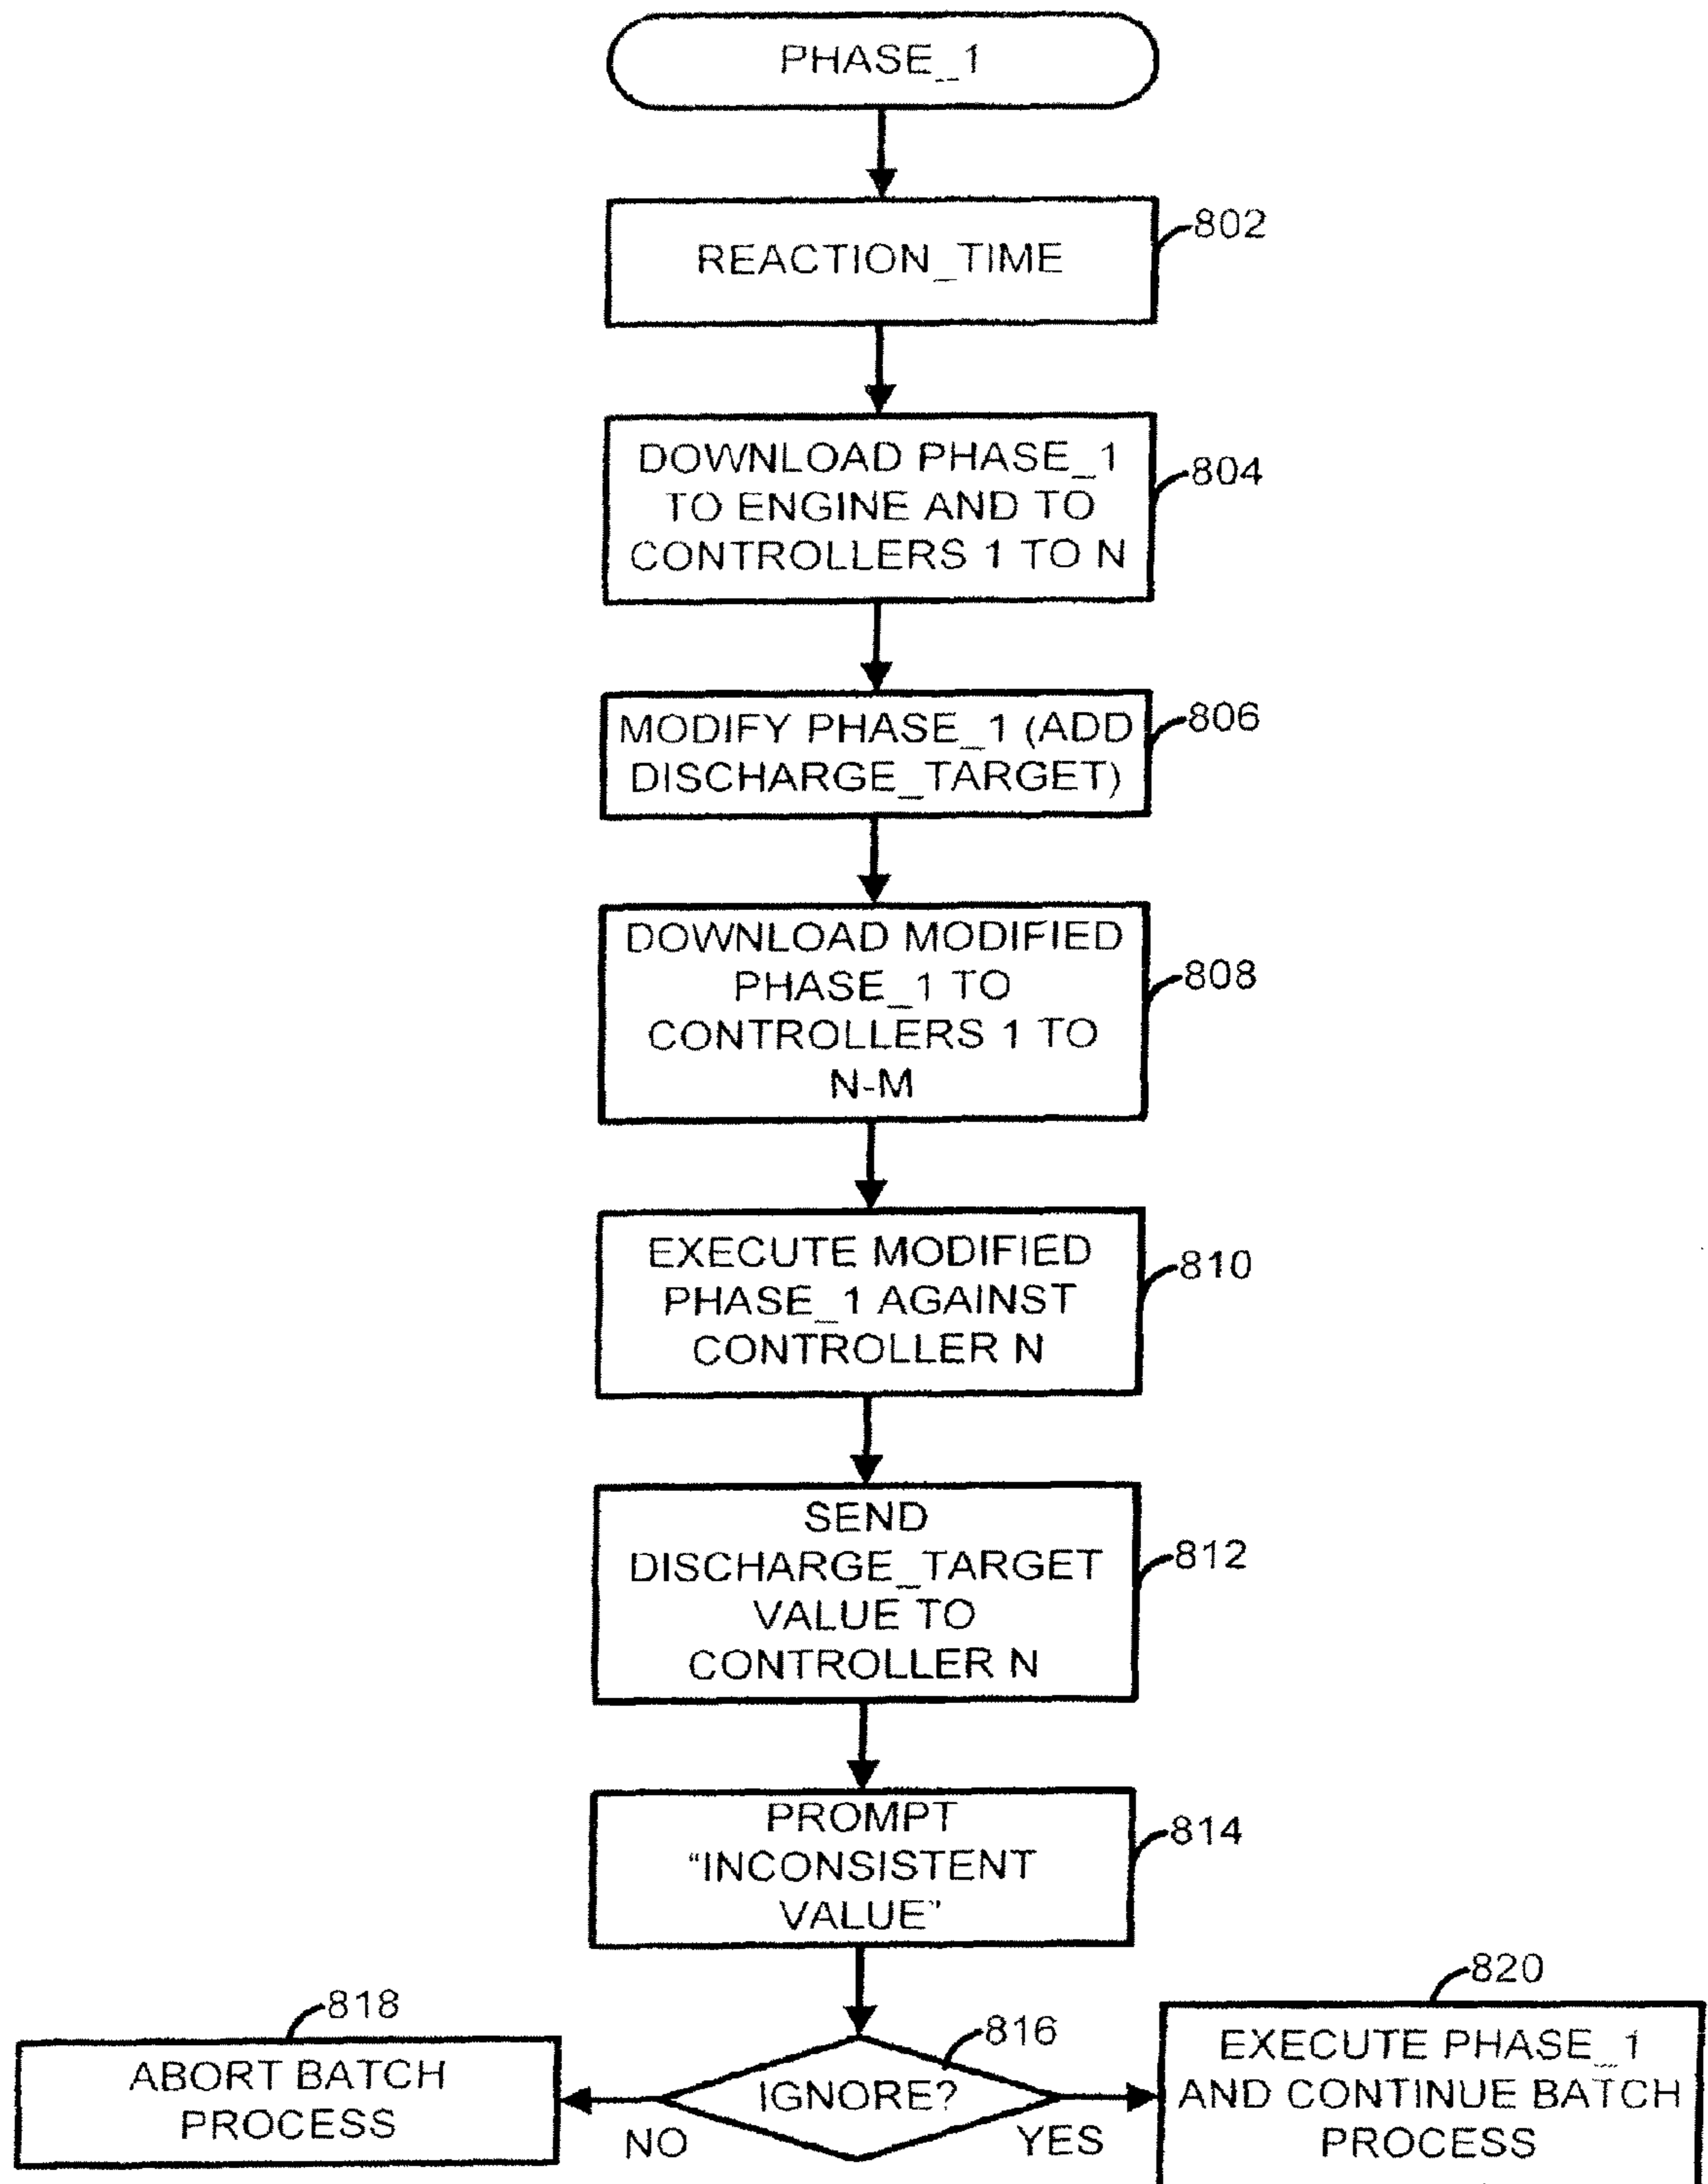 PHASE_1
802
REACTION_TIME
804
DOWNLOAD PHASE_1
TO ENGINE AND TO
CONTROLLERS 1 TO N
806
MODIFY PHASE_1 (ADD
DISCHARGE_TARGET)
808
DOWNLOAD MODIFIED
PHASE_1 TO
CONTROLLERS 1 TO
N-M
810
EXECUTE MODIFIED
PHASE_1 AGAINST
CONTROLLER N
812
SEND
DISCHARGE_TARGET
VALUE TO
CONTROLLER N
814
PROMPT
“INCONSISTENT
VALUE”
816
IGNORE?
NO
YES
818
ABORT BATCH
PROCESS
820
EXECUTE PHASE_1
AND CONTINUE BATCH
PROCESS